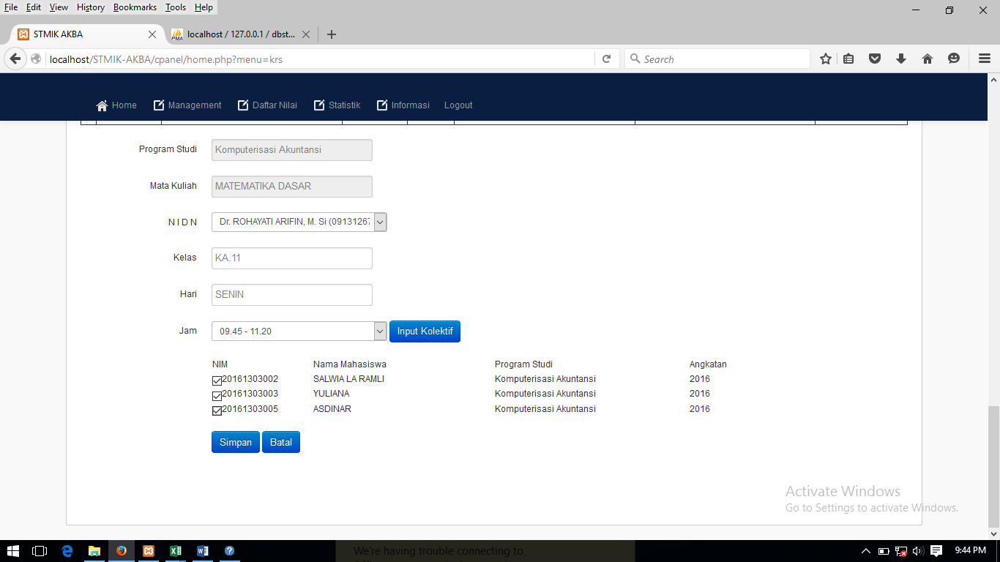 File Edit View History Bookmarks Tools Help
STMIK AKBA
localhost / 127.0.0.1 / dbst...
localhost/STMIK-AKBA/cpanel/home.php?menu=krs
Search
Home Management Daftar Nilai Statistik Informasi Logout
Program Studi Komputerisasi Akuntansi
Mata Kuliah MATEMATIKA DASAR
N I D N Dr. ROHAYATI ARIFIN, M. Si (0913126
Kelas KA.11
Hari SENIN
Jam 09.45 - 11.20 Input Kolektif
NIM Nama Mahasiswa Program Studi Angkatan
20161303002 SALWIA LA RAMLI Komputerisasi Akuntansi 2016
20161303003 YULIANA Komputerisasi Akuntansi 2016
20161303005 ASDINAR Komputerisasi Akuntansi 2016
Simpan Batal
Activate Windows
Go to Settings to activate Windows.
We're having trouble connecting to
9:44 PM